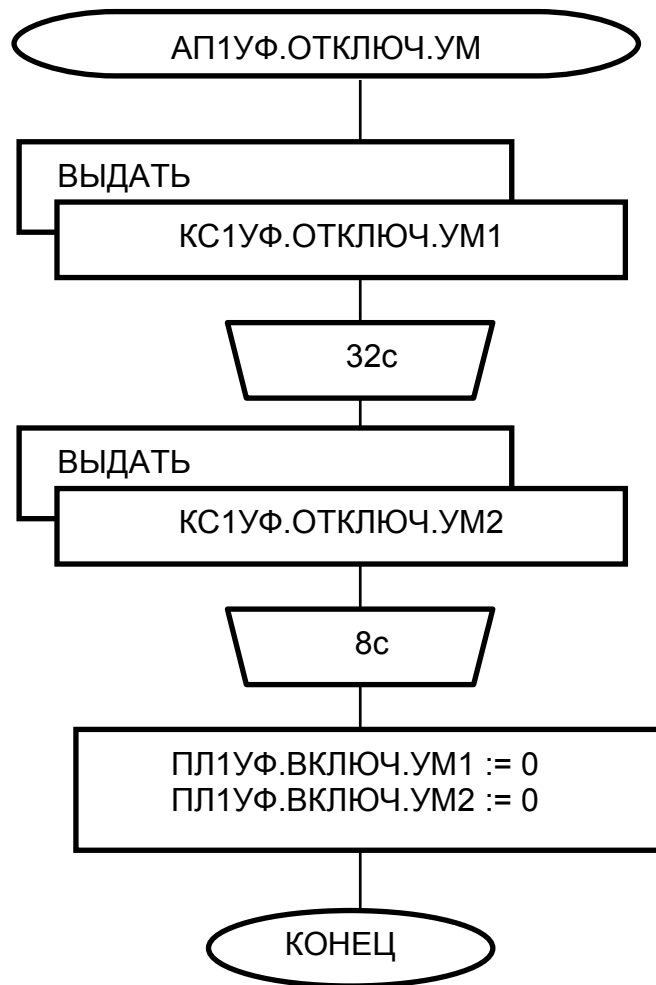 АП1УФ.ОТКЛЮЧ.УМ
ВЫДАТЬ
КС1УФ.ОТКЛЮЧ.УМ1
32с
ВЫДАТЬ
КС1УФ.ОТКЛЮЧ.УМ2
8с
ПЛ1УФ.ВКЛЮЧ.УМ1 := 0
ПЛ1УФ.ВКЛЮЧ.УМ2 := 0
КОНЕЦ